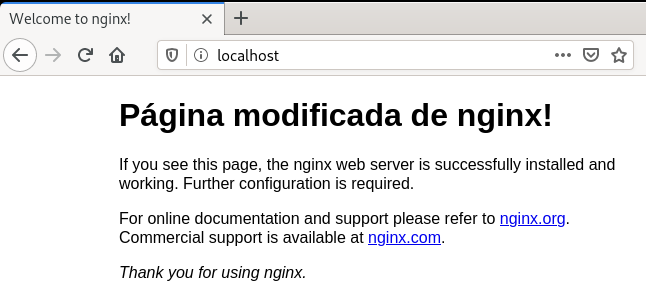 Welcome to nginx!
localhost
Página modificada de nginx!
If you see this page, the nginx web server is successfully installed and
working. Further configuration is required.
For online documentation and support please refer to nginx.org.
Commercial support is available at nginx.com.
Thank you for using nginx.